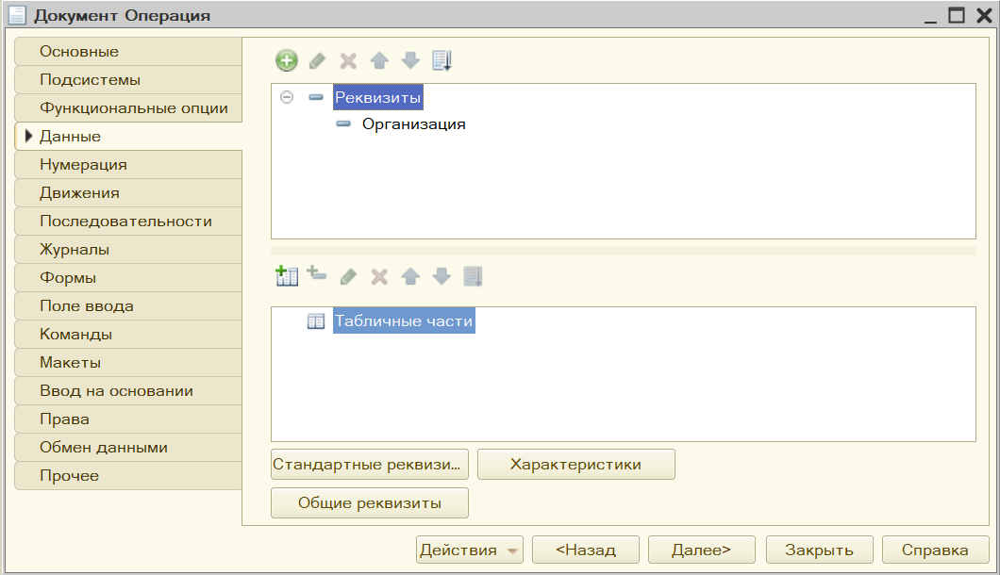 Документ Операция
Основные
Подсистемы
Функциональные опции
Данные
Нумерация
Движения
Последовательности
Журналы
Формы
Поле ввода
Команды
Макеты
Ввод на основании
Права
Обмен данными
Прочее
Реквизиты
Организация
Табличные части
Стандартные реквизи...
Характеристики
Общие реквизиты
Действия
<Назад
Далее>
Закрыть
Справка